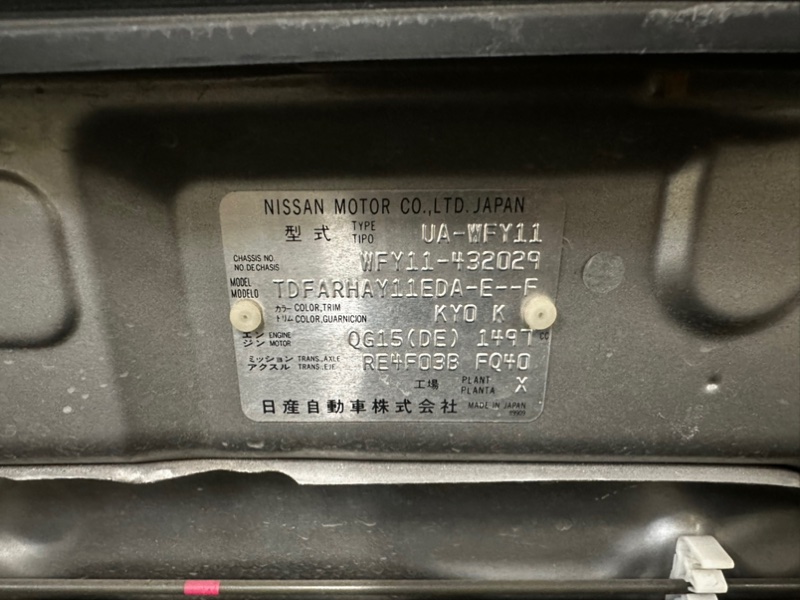 NISSAN MOTOR CO.,LTD. JAPAN
型式 TYPE TIPO UA-WFY11
CHASSIS NO. NO.DE CHASIS WFY11-432029
MODEL MODELO TDFARHAY11EDA-E--F
カラー COLOR,TRIM トリム COLOR,GUARNICION KY0 K
エンジン ENGINE MOTOR QG15(DE) 1497 cc
ミッション TRANS.,AXLE アクスル TRANS.,EJE RE4F03B FQ40
工場 PLANT PLANTA X
日産自動車株式会社 MADE IN JAPAN